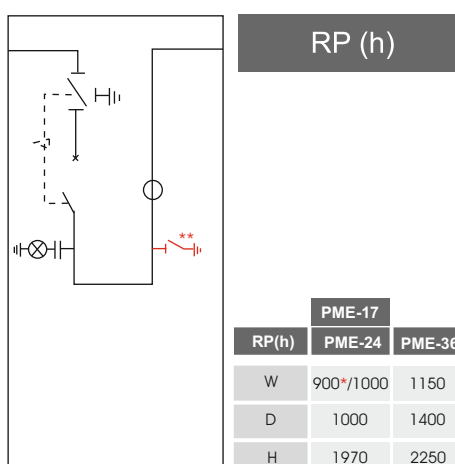 RP (h)
**
PME-17
RP(h) PME-24 PME-36
W 900*/1000 1150
D 1000 1400
H 1970 2250